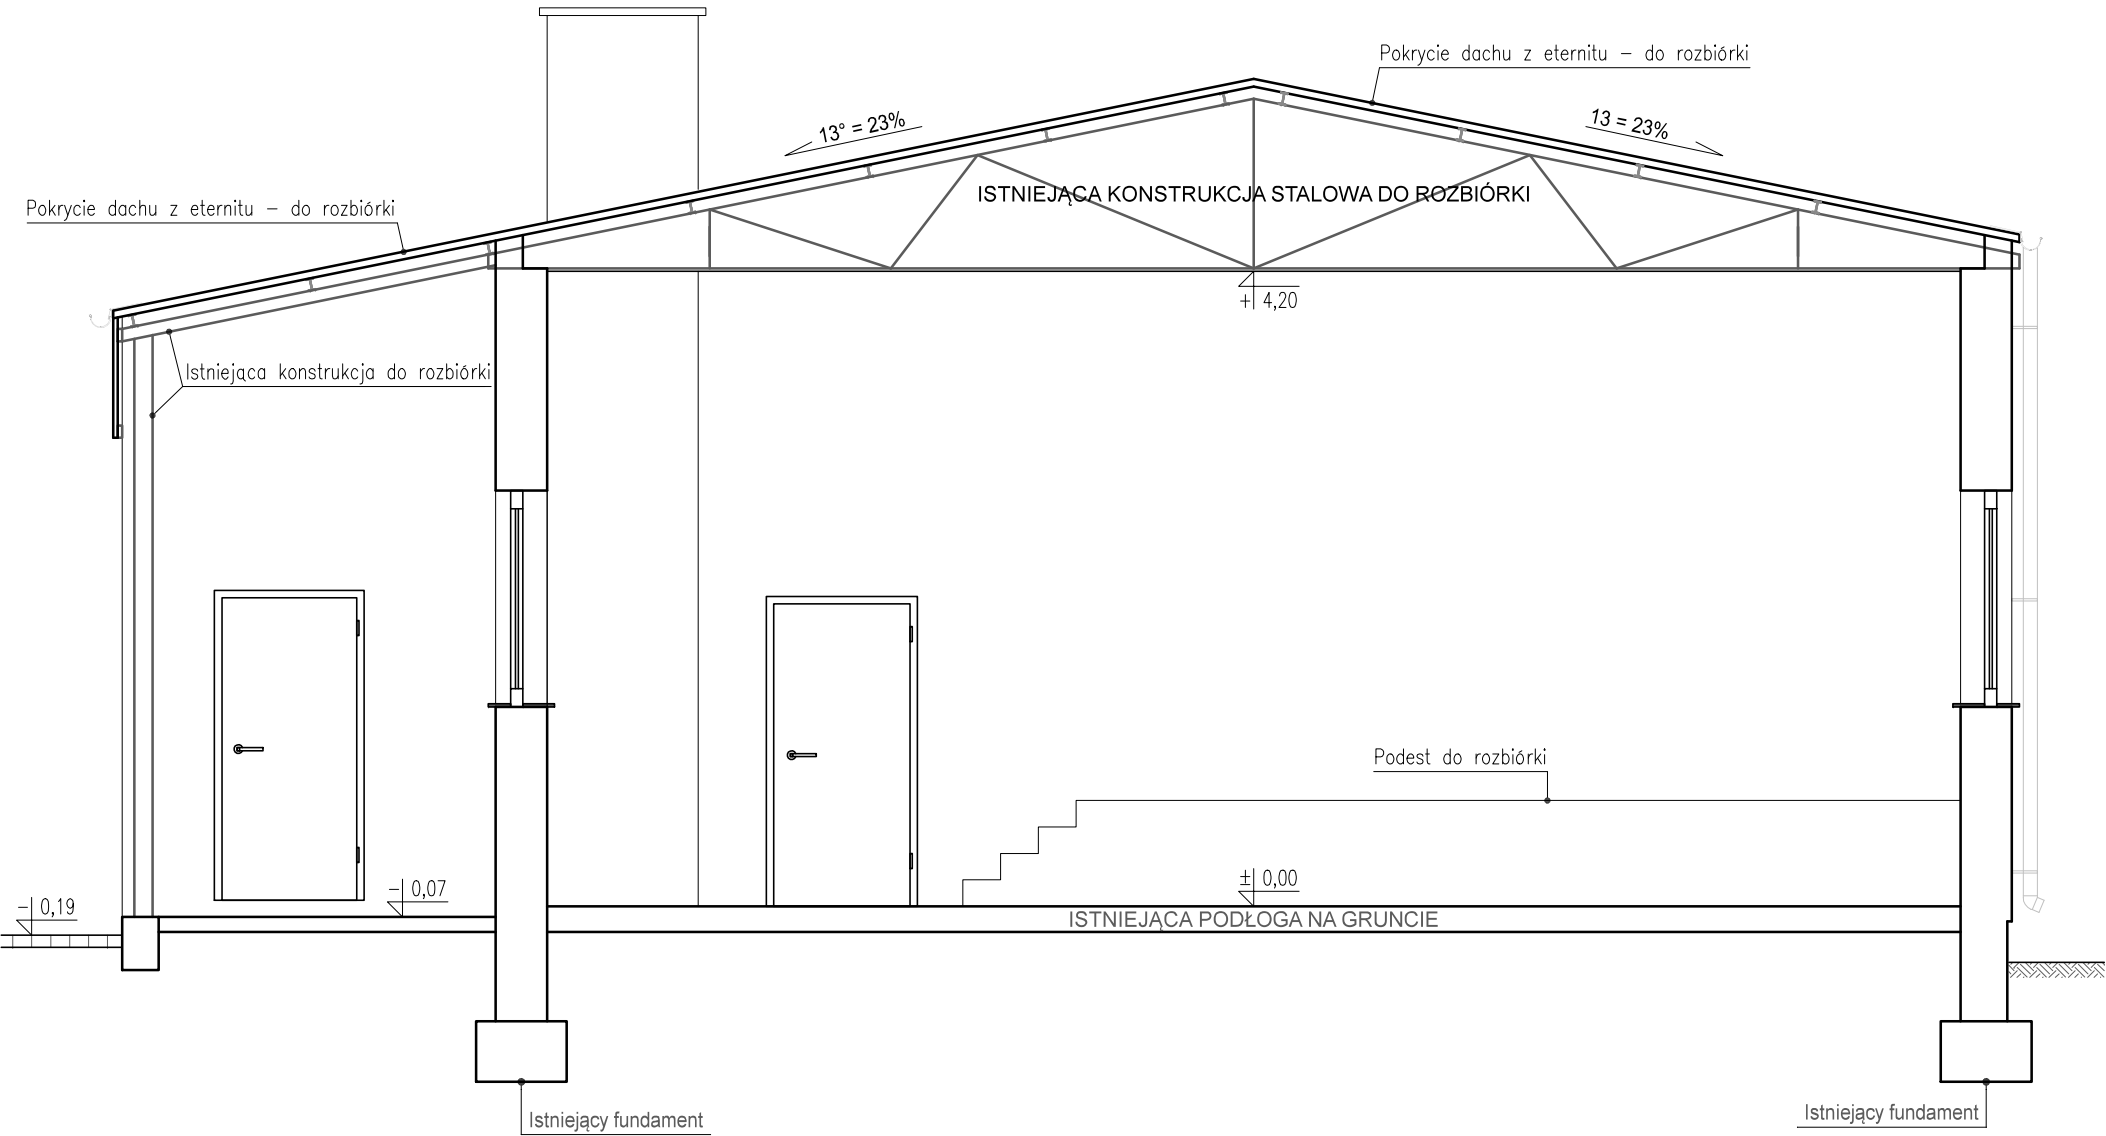 Pokrycie dachu z eternitu – do rozbiórki
13° = 23%
13 = 23%
ISTNIEJĄCA KONSTRUKCJA STALOWA DO ROZBIÓRKI
Pokrycie dachu z eternitu – do rozbiórki
+ 4,20
Istniejąca konstrukcja do rozbiórki
Podest do rozbiórki
± 0,00
– 0,07
– 0,19
ISTNIEJĄCA PODŁOGA NA GRUNCIE
Istniejący fundament
Istniejący fundament